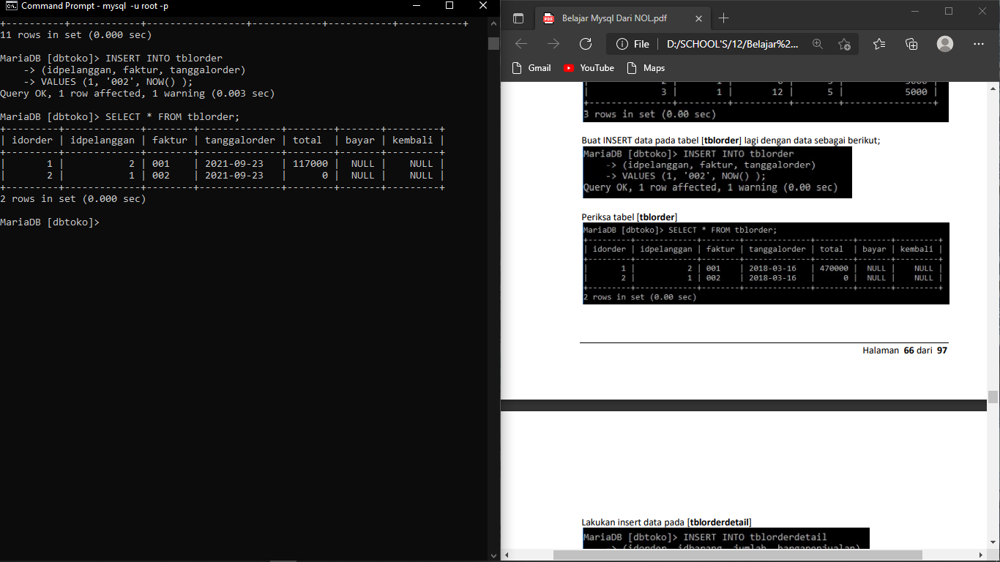 Command Prompt - mysql -u root -p
+-----------+------------+-----------------+------------+-----------+-----------+
11 rows in set (0.000 sec)
MariaDB [dbtoko]> INSERT INTO tblorder
    -> (idpelanggan, faktur, tanggalorder)
    -> VALUES (1, '002', NOW() );
Query OK, 1 row affected, 1 warning (0.003 sec)
MariaDB [dbtoko]> SELECT * FROM tblorder;
+---------+-------------+--------+--------------+--------+-------+---------+
| idorder | idpelanggan | faktur | tanggalorder | total  | bayar | kembali |
+---------+-------------+--------+--------------+--------+-------+---------+
|       1 |           2 | 001    | 2021-09-23   | 117000 |  NULL |    NULL |
|       2 |           1 | 002    | 2021-09-23   |      0 |  NULL |    NULL |
+---------+-------------+--------+--------------+--------+-------+---------+
2 rows in set (0.000 sec)
MariaDB [dbtoko]>
Belajar Mysql Dari NOL.pdf
File | D:/SCHOOL'S/12/Belajar%2...
Gmail YouTube Maps
| 3 | 1 | 12 | 5 | 5000 |
3 rows in set (0.00 sec)
Buat INSERT data pada tabel [tblorder] lagi dengan data sebagai berikut;
MariaDB [dbtoko]> INSERT INTO tblorder
    -> (idpelanggan, faktur, tanggalorder)
    -> VALUES (1, '002', NOW() );
Query OK, 1 row affected, 1 warning (0.00 sec)
Periksa tabel [tblorder]
MariaDB [dbtoko]> SELECT * FROM tblorder;
+---------+-------------+--------+--------------+--------+-------+---------+
| idorder | idpelanggan | faktur | tanggalorder | total  | bayar | kembali |
+---------+-------------+--------+--------------+--------+-------+---------+
|       1 |           2 | 001    | 2018-03-16   | 470000 |  NULL |    NULL |
|       2 |           1 | 002    | 2018-03-16   |      0 |  NULL |    NULL |
+---------+-------------+--------+--------------+--------+-------+---------+
2 rows in set (0.00 sec)
Halaman 66 dari 97
Lakukan insert data pada [tblorderdetail]
MariaDB [dbtoko]> INSERT INTO tblorderdetail
    -> (idorder, idbarang, jumlah, hargapenjualan)